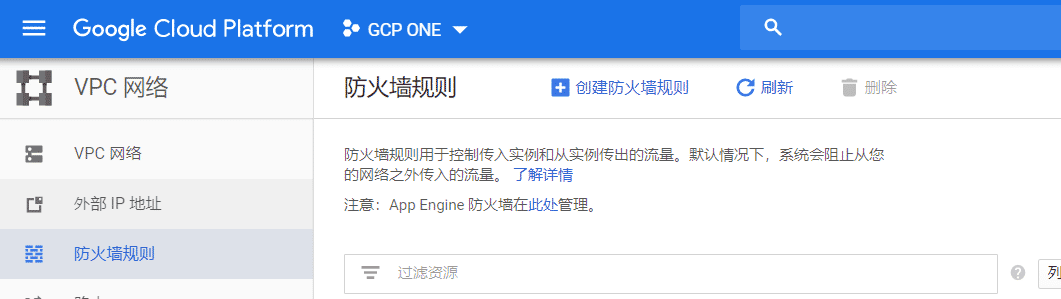 Google Cloud Platform
GCP ONE
VPC 网络
防火墙规则
创建防火墙规则
刷新
删除
VPC 网络
外部 IP 地址
防火墙规则
防火墙规则用于控制传入实例和从实例传出的流量。默认情况下，系统会阻止从您
的网络之外传入的流量。 了解详情
注意：App Engine 防火墙在此处管理。
过滤资源
列